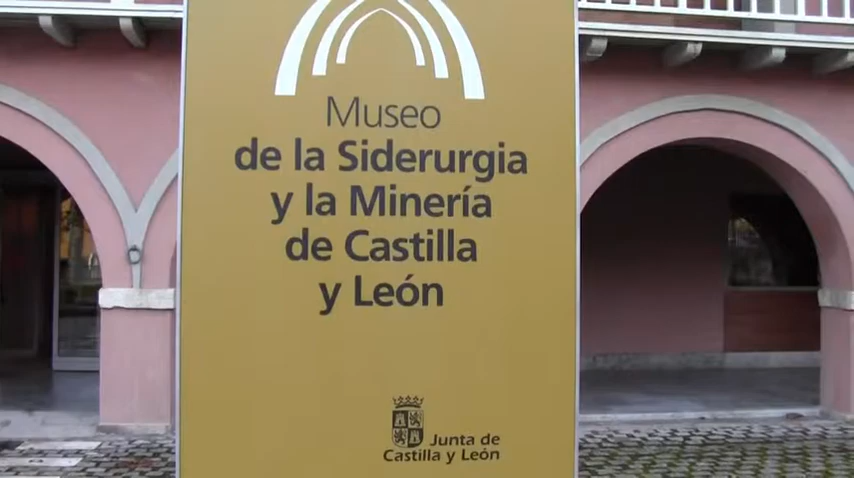 Museo
de la Siderurgia
y la Minería
de Castilla
y León
Junta de
Castilla y León